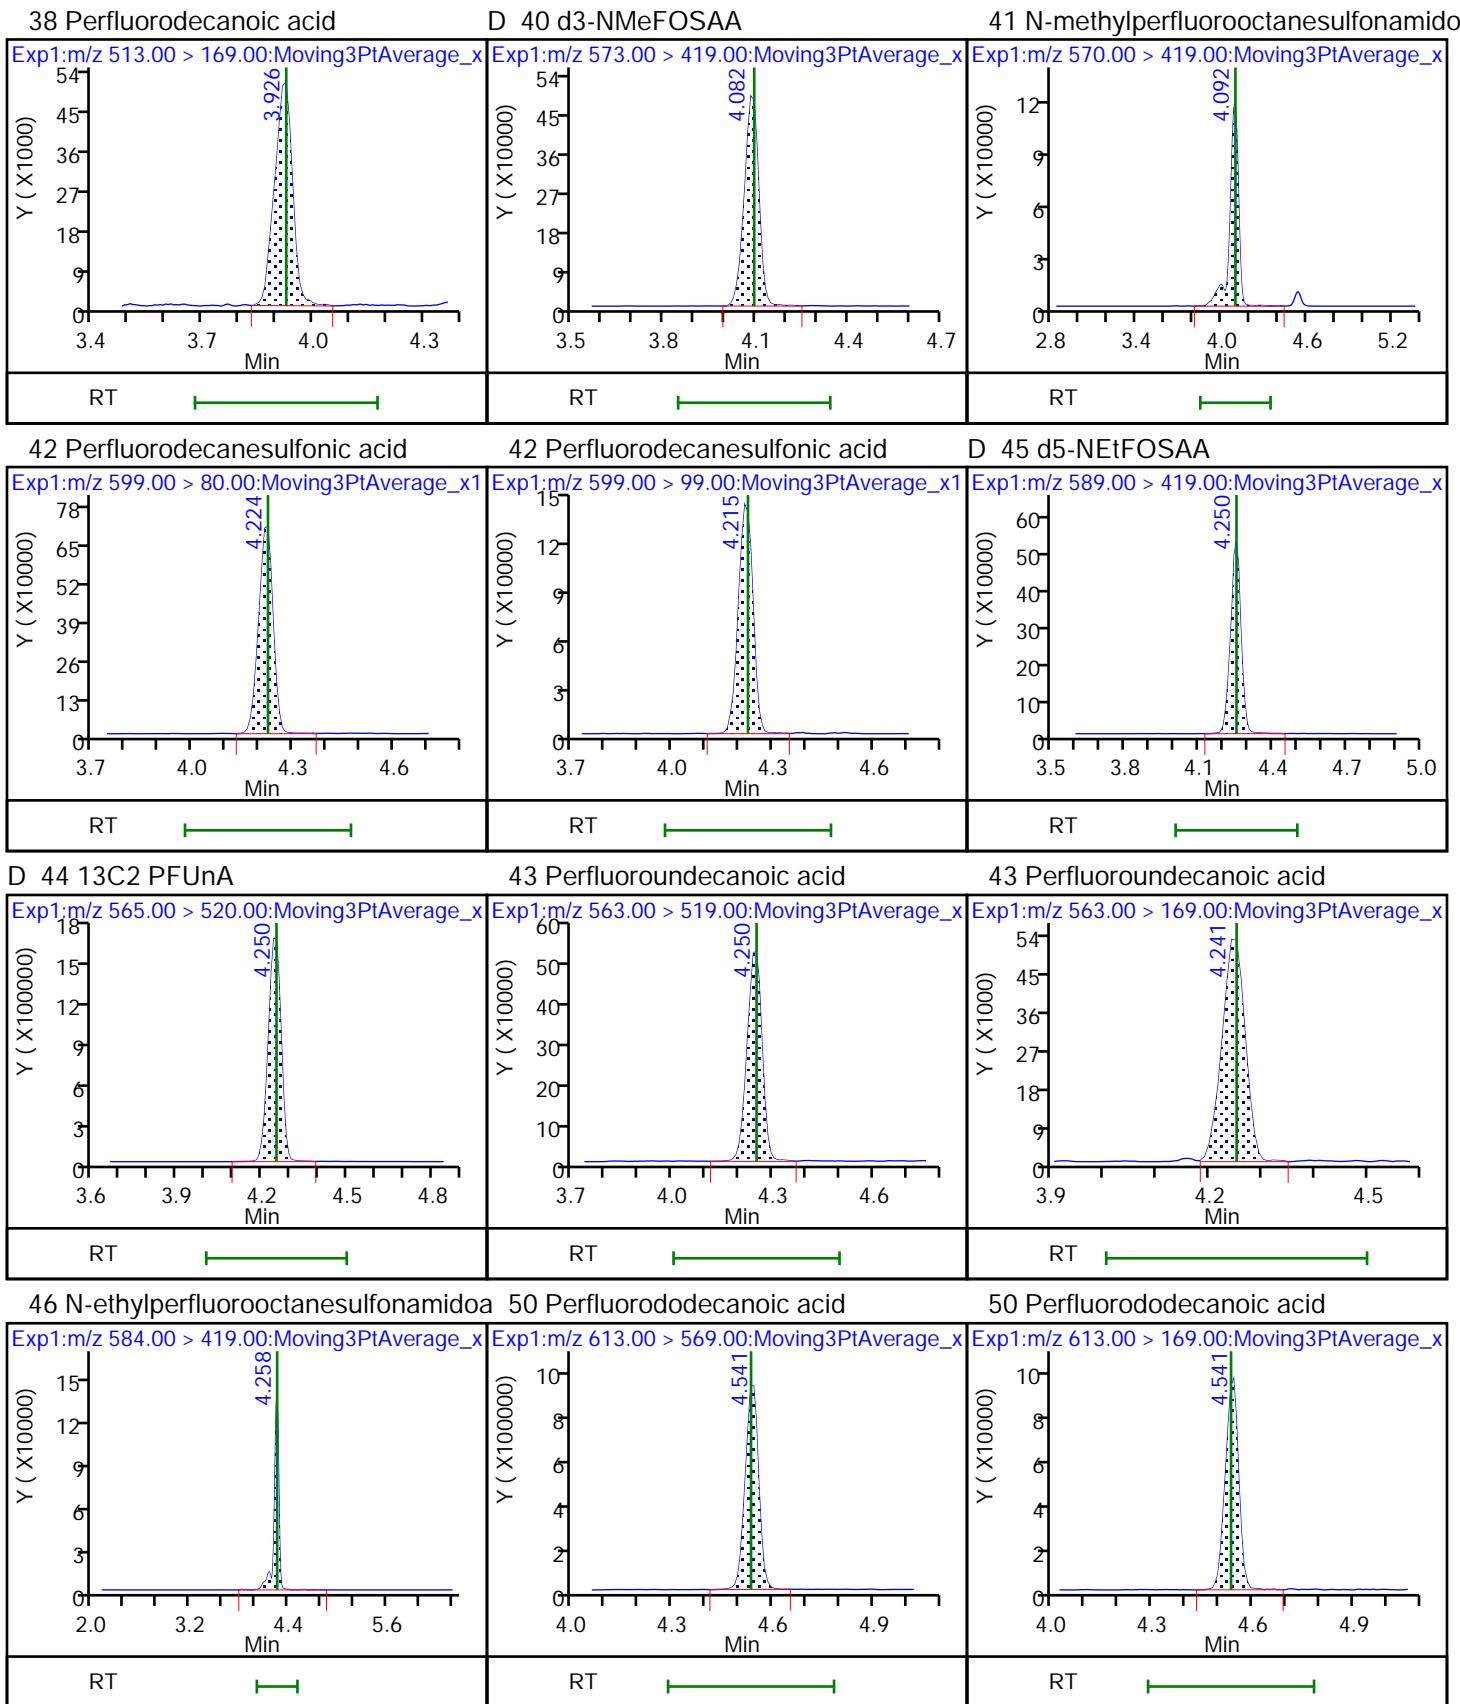 38 Perfluorodecanoic acid
Exp1:m/z 513.00 > 169.00:Moving3PtAverage_x
3.926
Y ( X10000)
54
45
36
27
18
9
0
3.4 3.7 4.0 4.3
Min
RT
D 40 d3-NMeFOSAA
Exp1:m/z 573.00 > 419.00:Moving3PtAverage_x
4.082
Y ( X10000)
54
45
36
27
18
9
0
3.5 3.8 4.1 4.4 4.7
Min
RT
41 N-methylperfluorooctanesulfonamido
Exp1:m/z 570.00 > 419.00:Moving3PtAverage_x
4.092
Y ( X10000)
12
9
6
3
0
2.8 3.4 4.0 4.6 5.2
Min
RT
42 Perfluorodecanesulfonic acid
Exp1:m/z 599.00 > 80.00:Moving3PtAverage_x1
4.224
Y ( X10000)
78
65
52
39
26
13
0
3.7 4.0 4.3 4.6
Min
RT
42 Perfluorodecanesulfonic acid
Exp1:m/z 599.00 > 99.00:Moving3PtAverage_x1
4.215
Y ( X10000)
15
12
9
6
3
0
3.7 4.0 4.3 4.6
Min
RT
D 45 d5-NEtFOSAA
Exp1:m/z 589.00 > 419.00:Moving3PtAverage_x
4.250
Y ( X10000)
60
50
40
30
20
10
0
3.5 3.8 4.1 4.4 4.7 5.0
Min
RT
D 44 13C2 PFUnA
Exp1:m/z 565.00 > 520.00:Moving3PtAverage_x
4.250
Y ( X100000)
18
15
12
9
6
3
0
3.6 3.9 4.2 4.5 4.8
Min
RT
43 Perfluoroundecanoic acid
Exp1:m/z 563.00 > 519.00:Moving3PtAverage_x
4.250
Y ( X10000)
60
50
40
30
20
10
0
3.7 4.0 4.3 4.6
Min
RT
43 Perfluoroundecanoic acid
Exp1:m/z 563.00 > 169.00:Moving3PtAverage_x
4.241
Y ( X1000)
54
45
36
27
18
9
0
3.9 4.2 4.5
Min
RT
46 N-ethylperfluorooctanesulfonamidoa
Exp1:m/z 584.00 > 419.00:Moving3PtAverage_x
4.258
Y ( X10000)
15
12
9
6
3
0
2.0 3.2 4.4 5.6
Min
RT
50 Perfluorododecanoic acid
Exp1:m/z 613.00 > 569.00:Moving3PtAverage_x
4.541
Y ( X100000)
10
8
6
4
2
0
4.0 4.3 4.6 4.9
Min
RT
50 Perfluorododecanoic acid
Exp1:m/z 613.00 > 169.00:Moving3PtAverage_x
4.541
Y ( X10000)
10
8
6
4
2
0
4.0 4.3 4.6 4.9
Min
RT